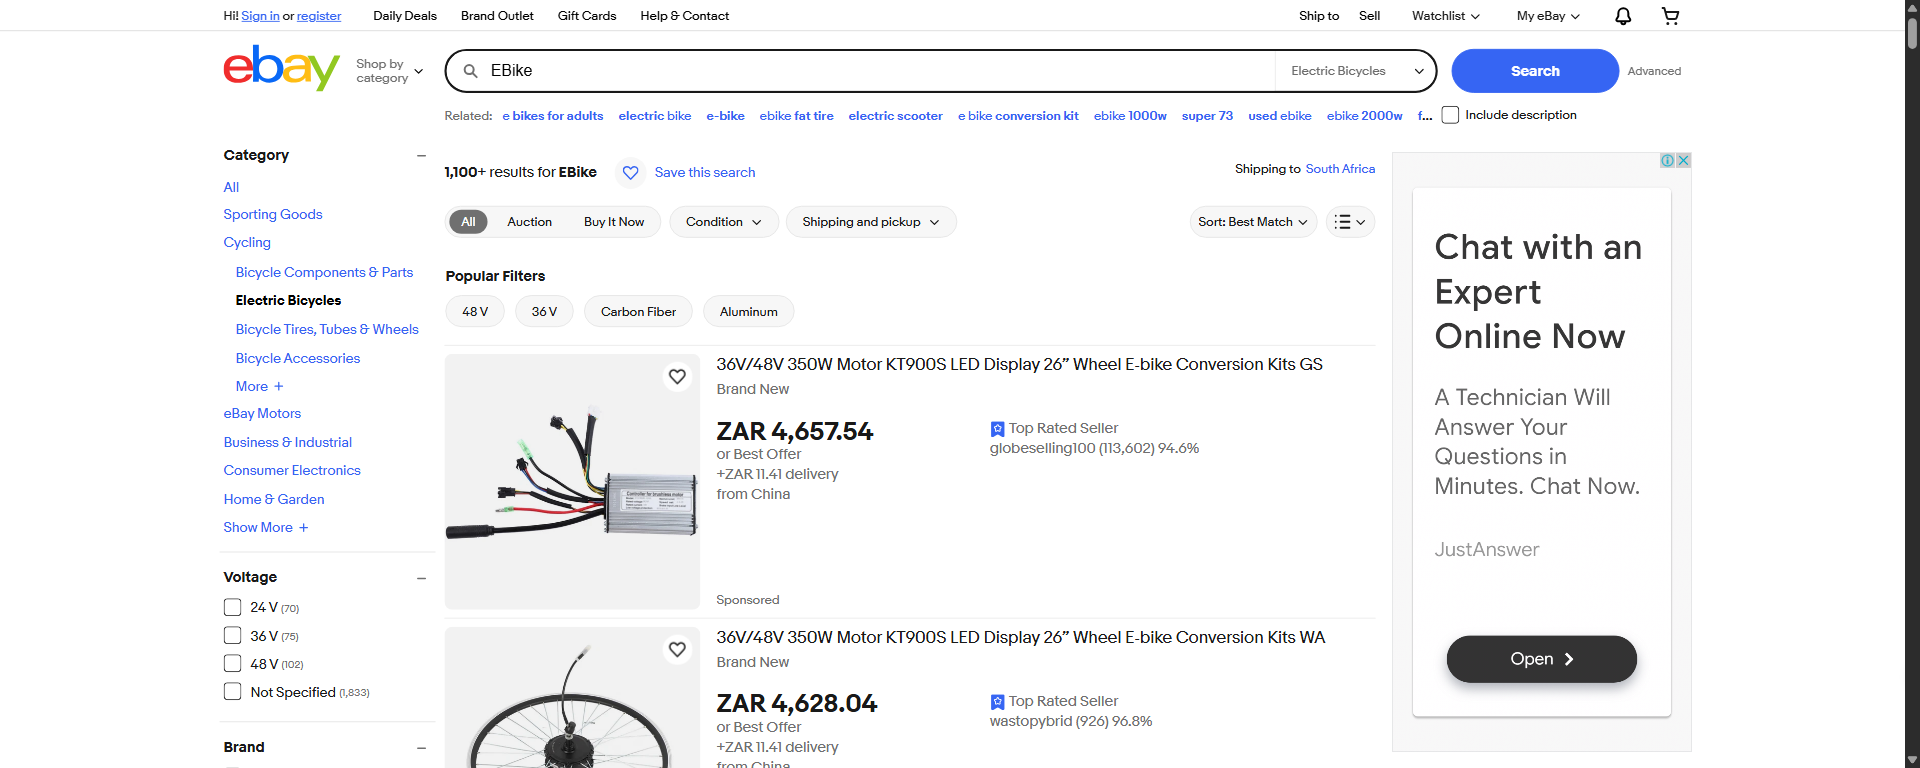 Hi! Sign in or register
Daily Deals
Brand Outlet
Gift Cards
Help & Contact
Ship to
Sell
Watchlist
My eBay
ebay
Shop by
category
EBike
Electric Bicycles
Search
Advanced
Related: e bikes for adults electric bike e-bike ebike fat tire electric scooter e bike conversion kit ebike 1000w super 73 used ebike ebike 2000w f...
Include description
Category
All
Sporting Goods
Cycling
Bicycle Components & Parts
Electric Bicycles
Bicycle Tires, Tubes & Wheels
Bicycle Accessories
More +
eBay Motors
Business & Industrial
Consumer Electronics
Home & Garden
Show More +
Voltage
24 V (70)
36 V (75)
48 V (102)
Not Specified (1,833)
Brand
1,100+ results for EBike
Save this search
Shipping to South Africa
All
Auction
Buy It Now
Condition
Shipping and pickup
Sort: Best Match
Popular Filters
48 V
36 V
Carbon Fiber
Aluminum
36V/48V 350W Motor KT900S LED Display 26” Wheel E-bike Conversion Kits GS
Brand New
ZAR 4,657.54
or Best Offer
+ZAR 11.41 delivery
from China
Top Rated Seller
globeselling100 (113,602) 94.6%
Controller for brushless motor
Sponsored
36V/48V 350W Motor KT900S LED Display 26” Wheel E-bike Conversion Kits WA
Brand New
ZAR 4,628.04
or Best Offer
+ZAR 11.41 delivery
from China
Top Rated Seller
wastopybrid (926) 96.8%
Chat with an
Expert
Online Now
A Technician Will
Answer Your
Questions in
Minutes. Chat Now.
JustAnswer
Open